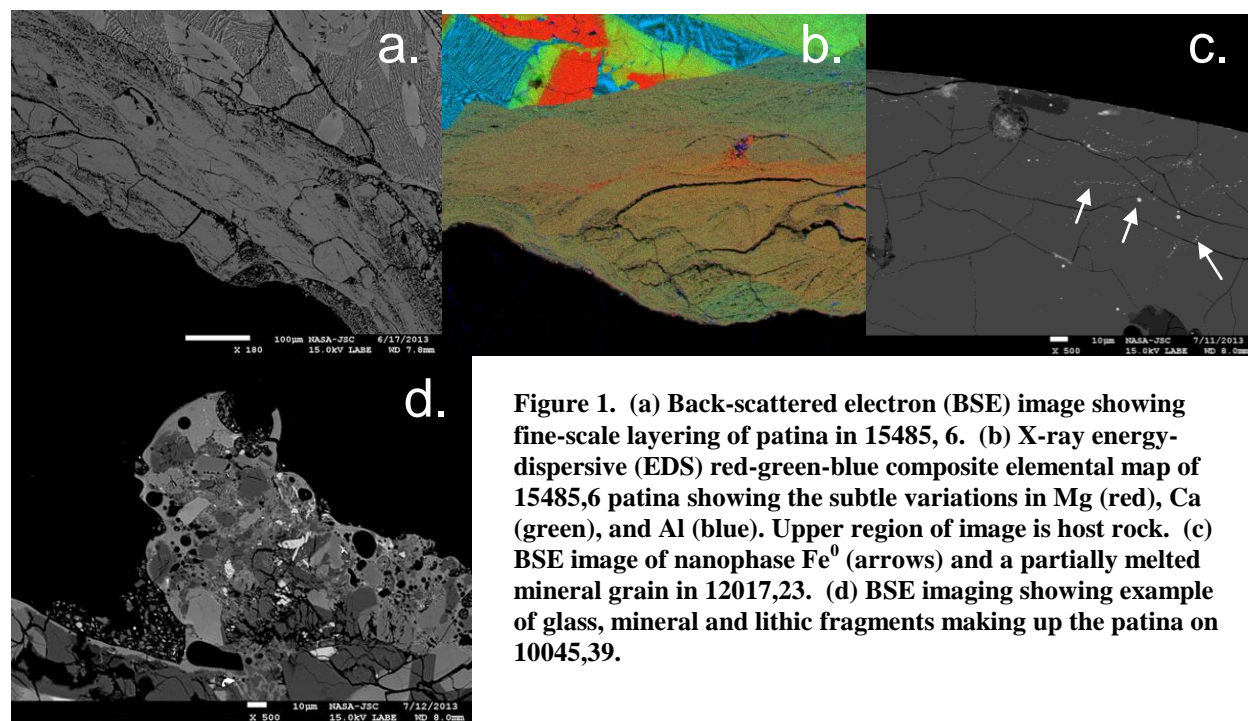 a.
b.
c.
100µm NASA-JSC 6/17/2013
X 180 15.0kV LABE WD 7.8mm
10µm NASA-JSC 7/11/2013
X 500 15.0kV LABE WD 8.0mm
d.
10µm NASA-JSC 7/12/2013
X 500 15.0kV LABE WD 8.0mm
Figure 1. (a) Back-scattered electron (BSE) image showing
fine-scale layering of patina in 15485, 6. (b) X-ray energy-
dispersive (EDS) red-green-blue composite elemental map of
15485,6 patina showing the subtle variations in Mg (red), Ca
(green), and Al (blue). Upper region of image is host rock. (c)
BSE image of nanophase Fe⁰ (arrows) and a partially melted
mineral grain in 12017,23. (d) BSE imaging showing example
of glass, mineral and lithic fragments making up the patina on
10045,39.